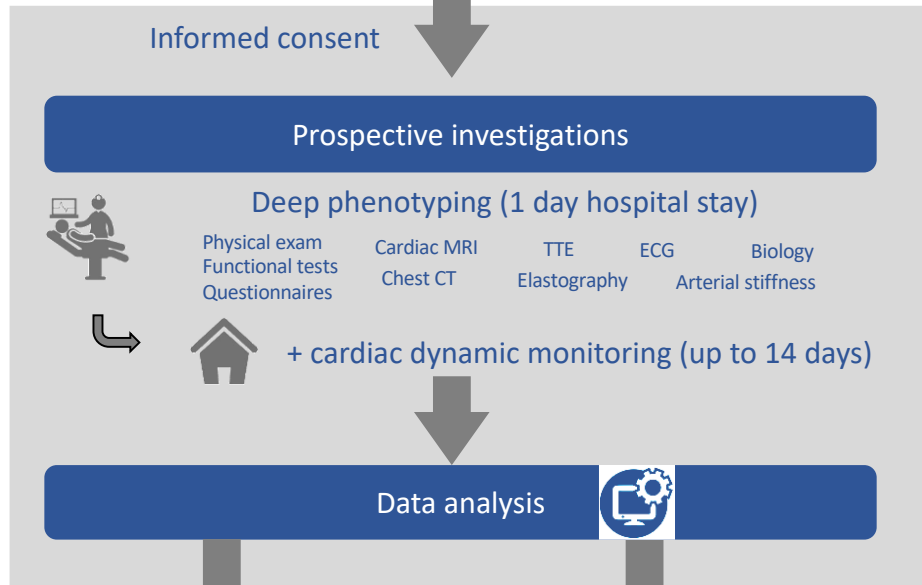 Informed consent
Prospective investigations
Deep phenotyping (1 day hospital stay)
Physical exam
Functional tests
Questionnaires
Cardiac MRI
Chest CT
TTE
ECG
Biology
Elastography
Arterial stiffness
+ cardiac dynamic monitoring (up to 14 days)
Data analysis